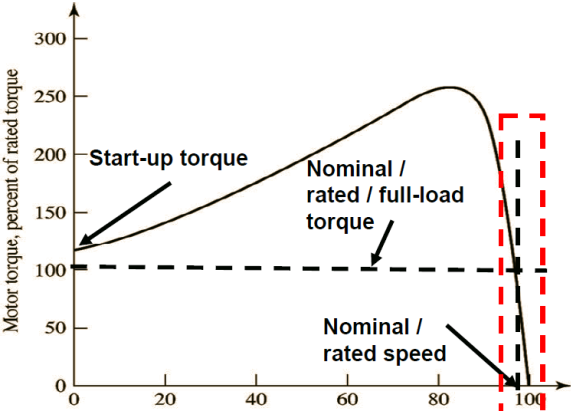 Motor torque, percent of rated torque
300
250
200
150
100
50
0
Start-up torque
Nominal /
rated / full-load
torque
Nominal /
rated speed
0
20
40
60
80
100